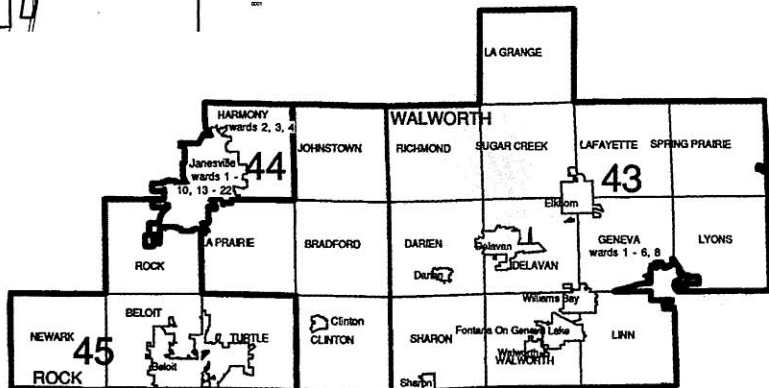 LA GRANGE
HARMONY
wards 2, 3, 4
WALWORTH
Janesville
wards 1 -
10, 13 - 22
44
JOHNSTOWN
RICHMOND
SUGAR CREEK
LAFAYETTE
SPRING PRAIRIE
43
Elkhorn
ROCK
LA PRAIRIE
BRADFORD
DARIEN
Darien
Delavan
DELAVAN
GENEVA
wards 1 - 6, 8
LYONS
Williams Bay
NEWARK
45
ROCK
BELOIT
Beloit
TURTLE
Clinton
CLINTON
SHARON
Sharon
Fontana On Geneva Lake
Walworth
WALWORTH
LINN